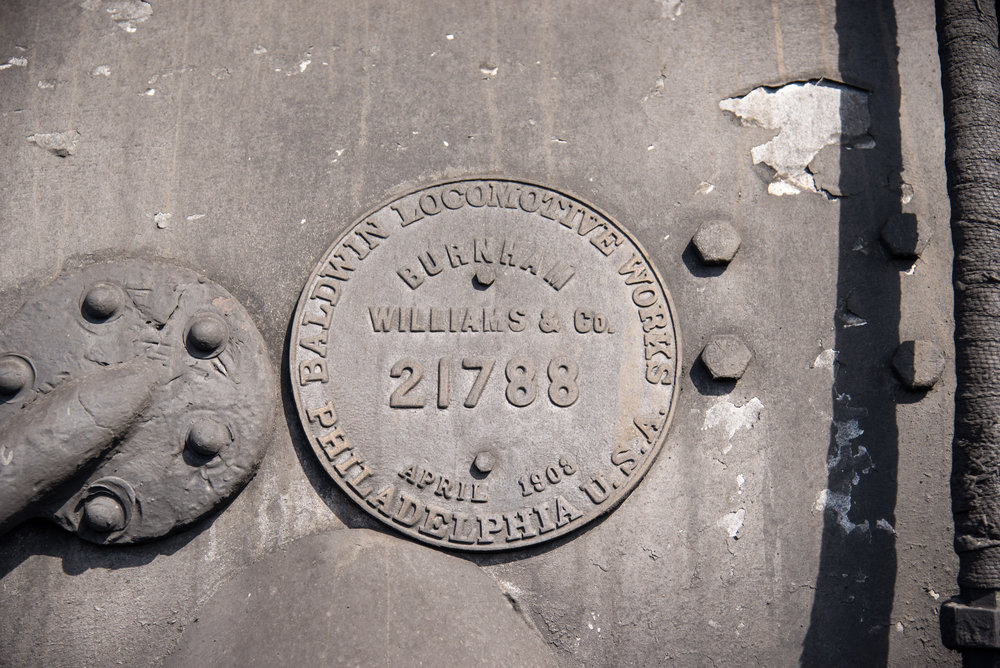 BALDWIN LOCOMOTIVE WORKS.
BURNHAM
WILLIAMS & CO.
21788
APRIL 1903
PHILADELPHIA U.S.A.